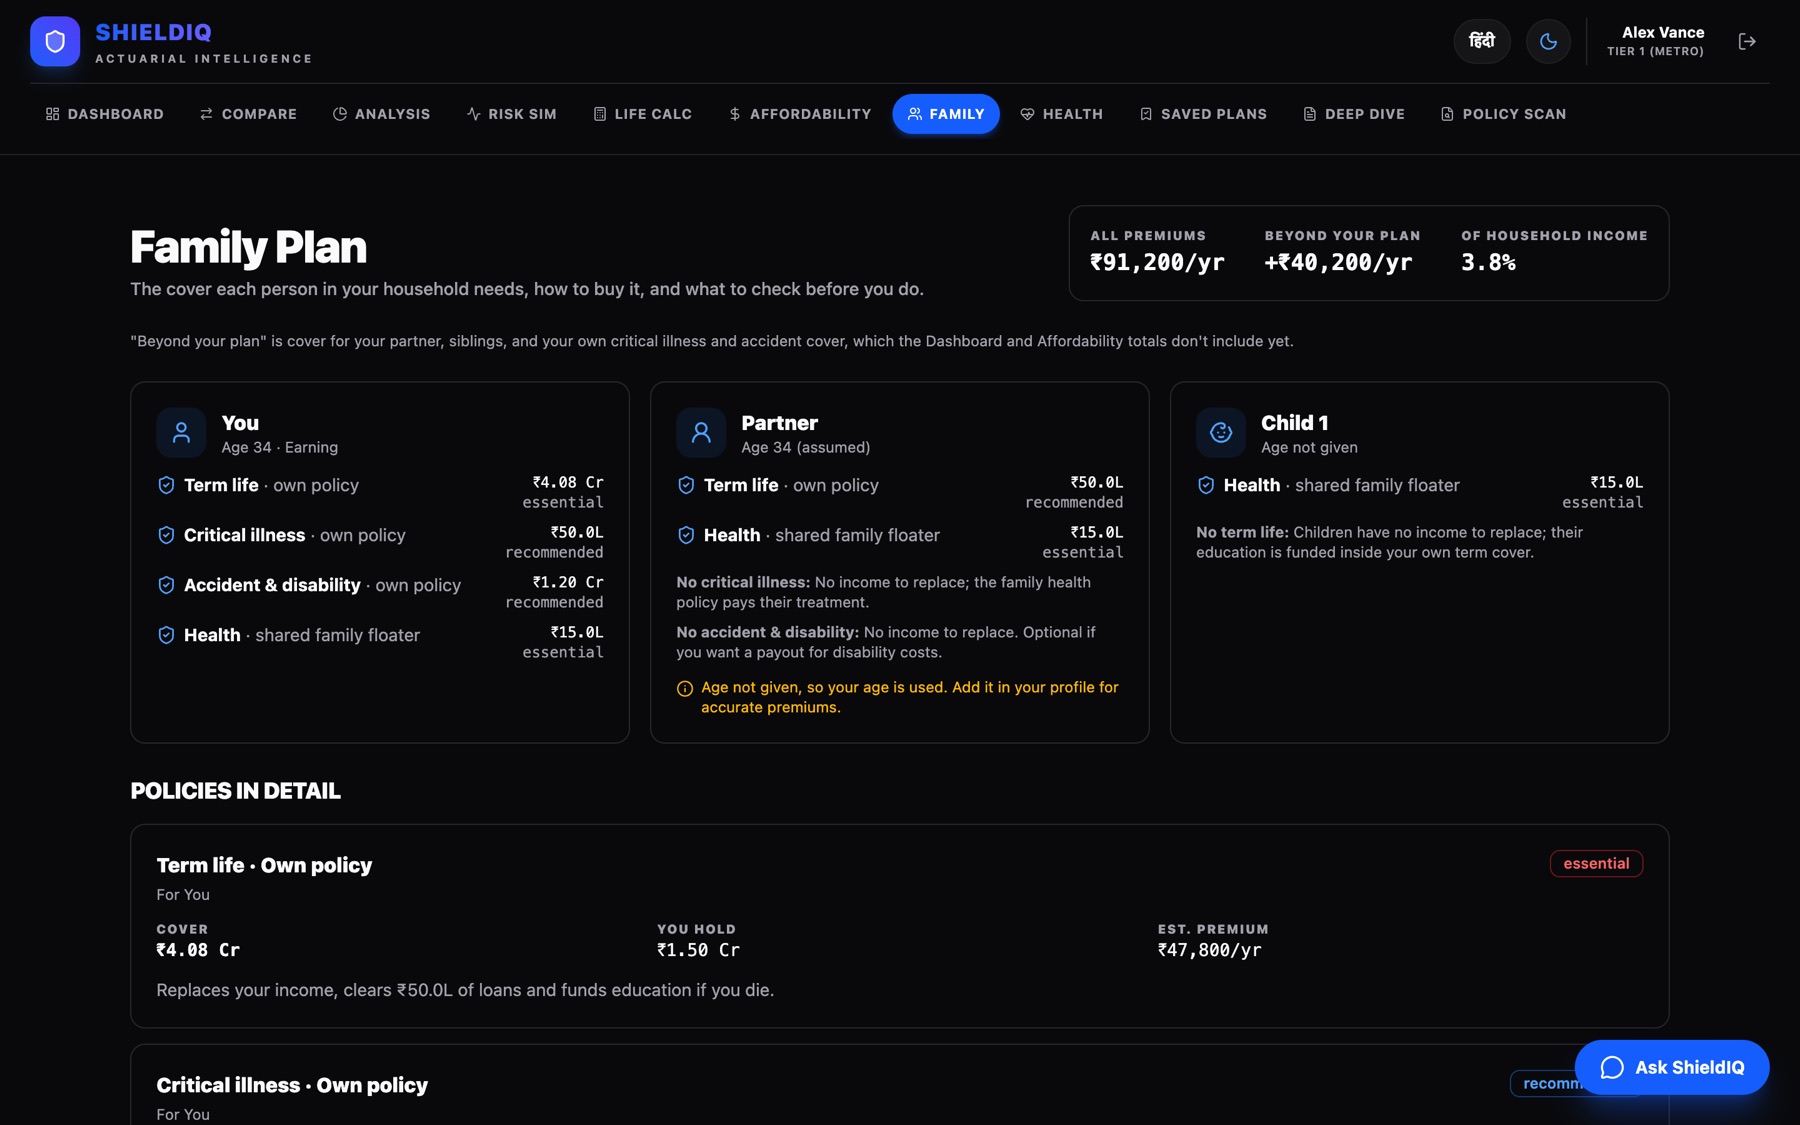 SHIELDIQ
ACTUARIAL INTELLIGENCE
हिंदी
Alex Vance
TIER 1 (METRO)
DASHBOARD
COMPARE
ANALYSIS
RISK SIM
LIFE CALC
AFFORDABILITY
FAMILY
HEALTH
SAVED PLANS
DEEP DIVE
POLICY SCAN
Family Plan
The cover each person in your household needs, how to buy it, and what to check before you do.
ALL PREMIUMS
₹91,200/yr
BEYOND YOUR PLAN
+₹40,200/yr
OF HOUSEHOLD INCOME
3.8%
"Beyond your plan" is cover for your partner, siblings, and your own critical illness and accident cover, which the Dashboard and Affordability totals don't include yet.
You
Age 34 · Earning
Term life · own policy
₹4.08 Cr
essential
Critical illness · own policy
₹50.0L
recommended
Accident & disability · own policy
₹1.20 Cr
recommended
Health · shared family floater
₹15.0L
essential
Partner
Age 34 (assumed)
Term life · own policy
₹50.0L
recommended
Health · shared family floater
₹15.0L
essential
No critical illness: No income to replace; the family health
policy pays their treatment.
No accident & disability: No income to replace. Optional if
you want a payout for disability costs.
Age not given, so your age is used. Add it in your profile for
accurate premiums.
Child 1
Age not given
Health · shared family floater
₹15.0L
essential
No term life: Children have no income to replace; their
education is funded inside your own term cover.
POLICIES IN DETAIL
Term life · Own policy
essential
For You
COVER
₹4.08 Cr
YOU HOLD
₹1.50 Cr
EST. PREMIUM
₹47,800/yr
Replaces your income, clears ₹50.0L of loans and funds education if you die.
Critical illness · Own policy
For You
Ask ShieldIQ